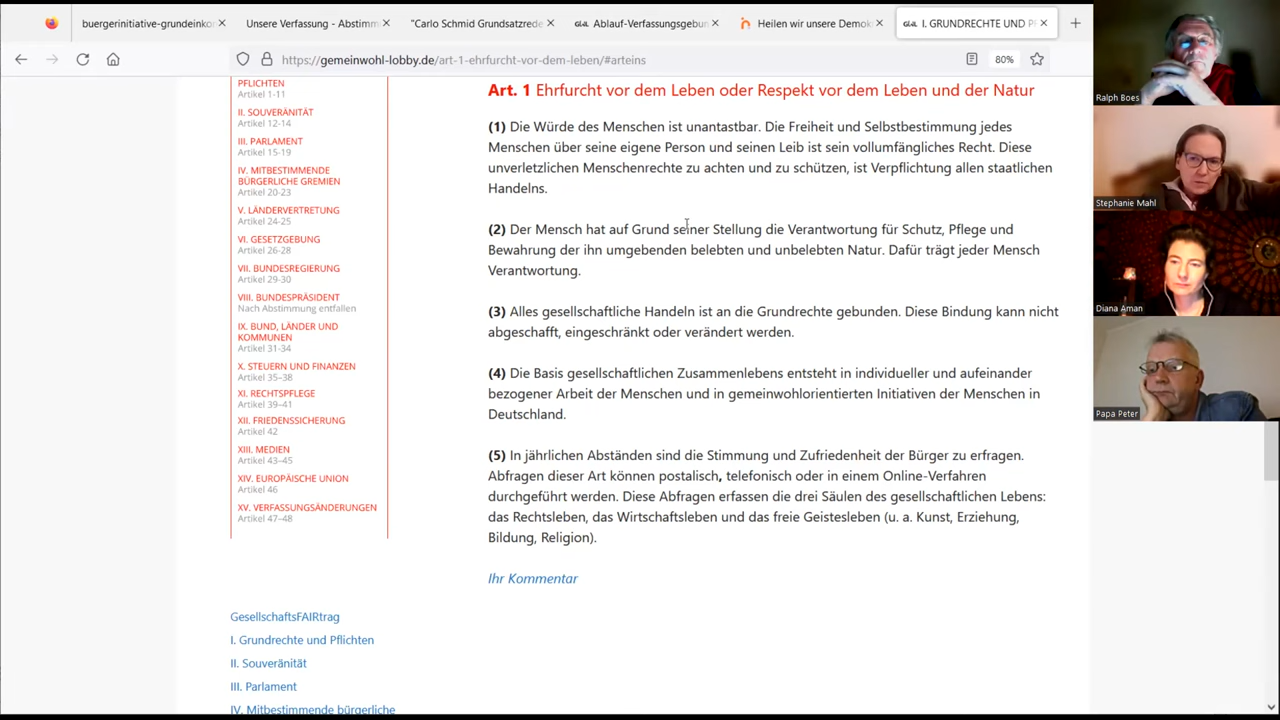 buergerinitiative-grundeinkon
Unsere Verfassung - Abstimm
"Carlo Schmid Grundsatzrede
GWL Ablauf-Verfassungsgebun
Heilen wir unsere Demok
GWL I. GRUNDRECHTE UND P
https://gemeinwohl-lobby.de/art-1-ehrfurcht-vor-dem-leben/#arteins
80%
PFLICHTEN
Artikel 1-11
II. SOUVERÄNITÄT
Artikel 12-14
III. PARLAMENT
Artikel 15-19
IV. MITBESTIMMENDE
BÜRGERLICHE GREMIEN
Artikel 20-23
V. LÄNDERVERTRETUNG
Artikel 24-25
VI. GESETZGEBUNG
Artikel 26-28
VII. BUNDESREGIERUNG
Artikel 29-30
VIII. BUNDESPRÄSIDENT
Nach Abstimmung entfallen
IX. BUND, LÄNDER UND
KOMMUNEN
Artikel 31-34
X. STEUERN UND FINANZEN
Artikel 35–38
XI. RECHTSPFLEGE
Artikel 39–41
XII. FRIEDENSSICHERUNG
Artikel 42
XIII. MEDIEN
Artikel 43–45
XIV. EUROPÄISCHE UNION
Artikel 46
XV. VERFASSUNGSÄNDERUNGEN
Artikel 47–48
GesellschaftsFAIRtrag
I. Grundrechte und Pflichten
II. Souveränität
III. Parlament
IV. Mitbestimmende bürgerliche
Art. 1 Ehrfurcht vor dem Leben oder Respekt vor dem Leben und der Natur
(1) Die Würde des Menschen ist unantastbar. Die Freiheit und Selbstbestimmung jedes
Menschen über seine eigene Person und seinen Leib ist sein vollumfängliches Recht. Diese
unverletzlichen Menschenrechte zu achten und zu schützen, ist Verpflichtung allen staatlichen
Handelns.
(2) Der Mensch hat auf Grund seiner Stellung die Verantwortung für Schutz, Pflege und
Bewahrung der ihn umgebenden belebten und unbelebten Natur. Dafür trägt jeder Mensch
Verantwortung.
(3) Alles gesellschaftliche Handeln ist an die Grundrechte gebunden. Diese Bindung kann nicht
abgeschafft, eingeschränkt oder verändert werden.
(4) Die Basis gesellschaftlichen Zusammenlebens entsteht in individueller und aufeinander
bezogener Arbeit der Menschen und in gemeinwohlorientierten Initiativen der Menschen in
Deutschland.
(5) In jährlichen Abständen sind die Stimmung und Zufriedenheit der Bürger zu erfragen.
Abfragen dieser Art können postalisch, telefonisch oder in einem Online-Verfahren
durchgeführt werden. Diese Abfragen erfassen die drei Säulen des gesellschaftlichen Lebens:
das Rechtsleben, das Wirtschaftsleben und das freie Geistesleben (u. a. Kunst, Erziehung,
Bildung, Religion).
Ihr Kommentar
Ralph Boes
Stephanie Mahl
Diana Aman
Papa Peter